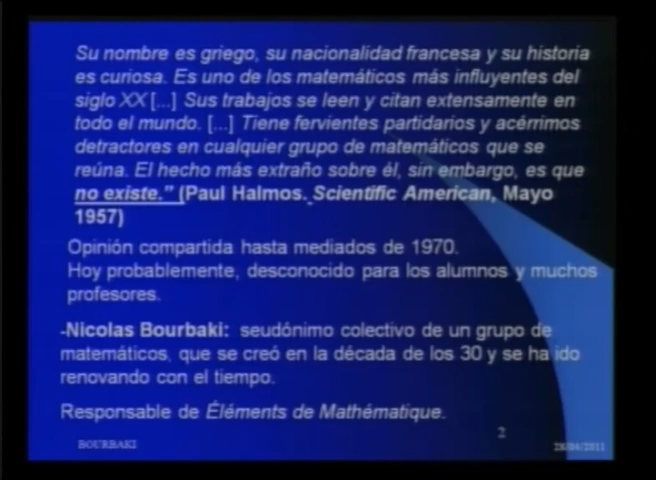 Su nombre es griego, su nacionalidad francesa y su historia
es curiosa. Es uno de los matemáticos más influyentes del
siglo XX [...] Sus trabajos se leen y citan extensamente en
todo el mundo. [...] Tiene fervientes partidarios y acérrimos
detractores en cualquier grupo de matemáticos que se
reúna. El hecho más extraño sobre él, sin embargo, es que
no existe.” (Paul Halmos. Scientific American, Mayo
1957)
Opinión compartida hasta mediados de 1970.
Hoy probablemente, desconocido para los alumnos y muchos
profesores.
-Nicolas Bourbaki: seudónimo colectivo de un grupo de
matemáticos, que se creó en la década de los 30 y se ha ido
renovando con el tiempo.
Responsable de Éléments de Mathématique.
BOURBAKI
2
28/04/2011